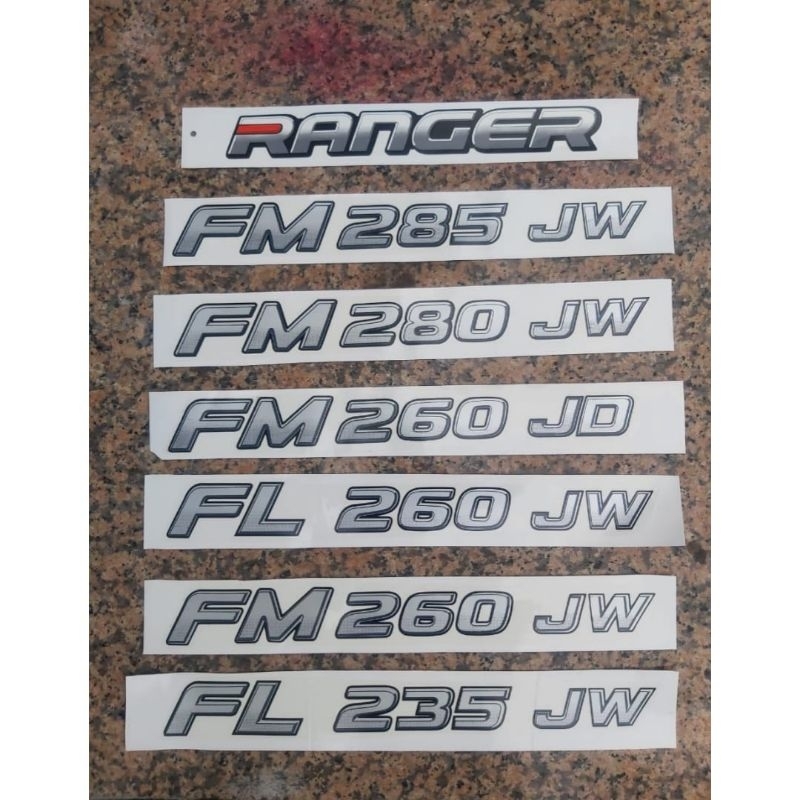 RANGER
FM 285 JW
FM 280 JW
FM 260 JD
FL 260 JW
FM 260 JW
FL 235 JW